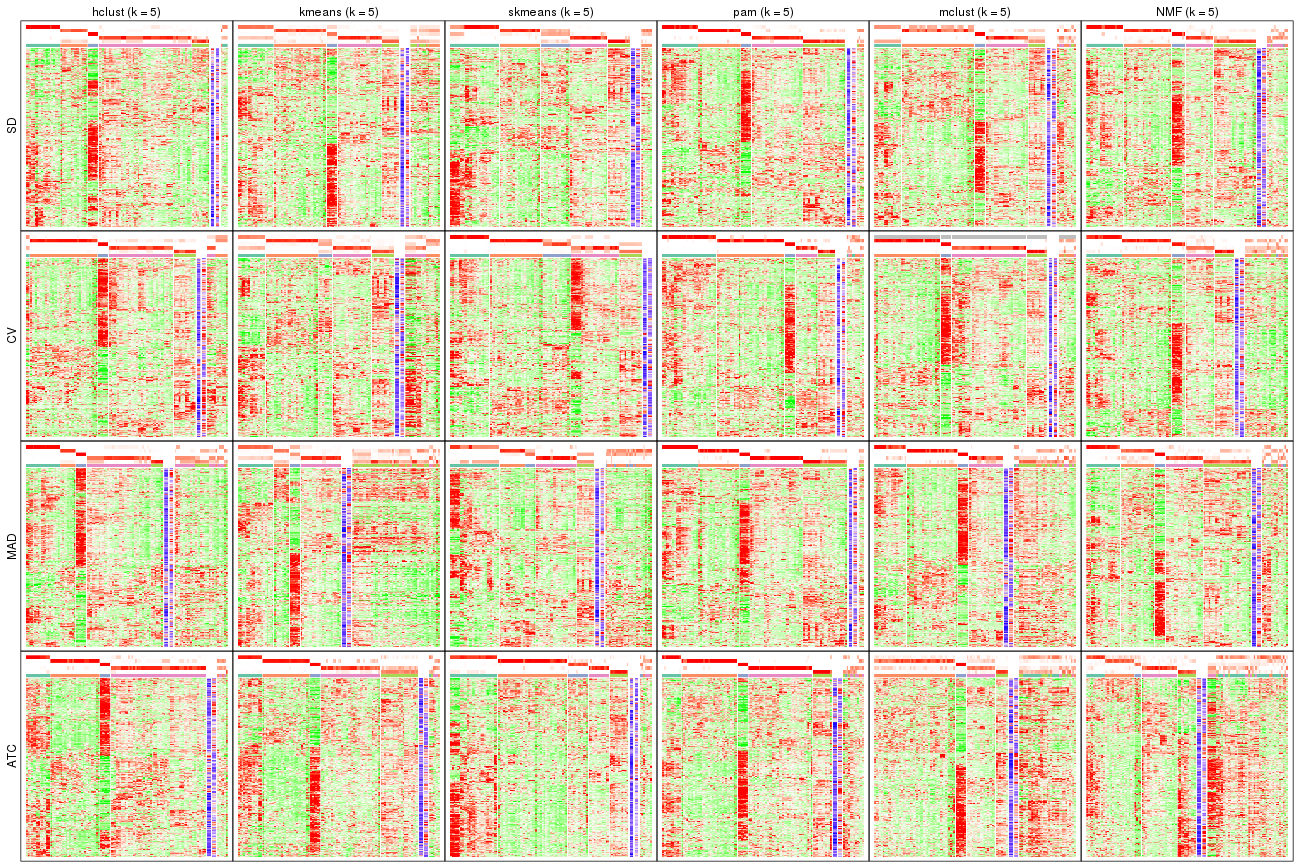 hclust (k = 5) kmeans (k = 5) skmeans (k = 5) pam (k = 5) mclust (k = 5) NMF (k = 5)
SD
CV
MAD
ATC